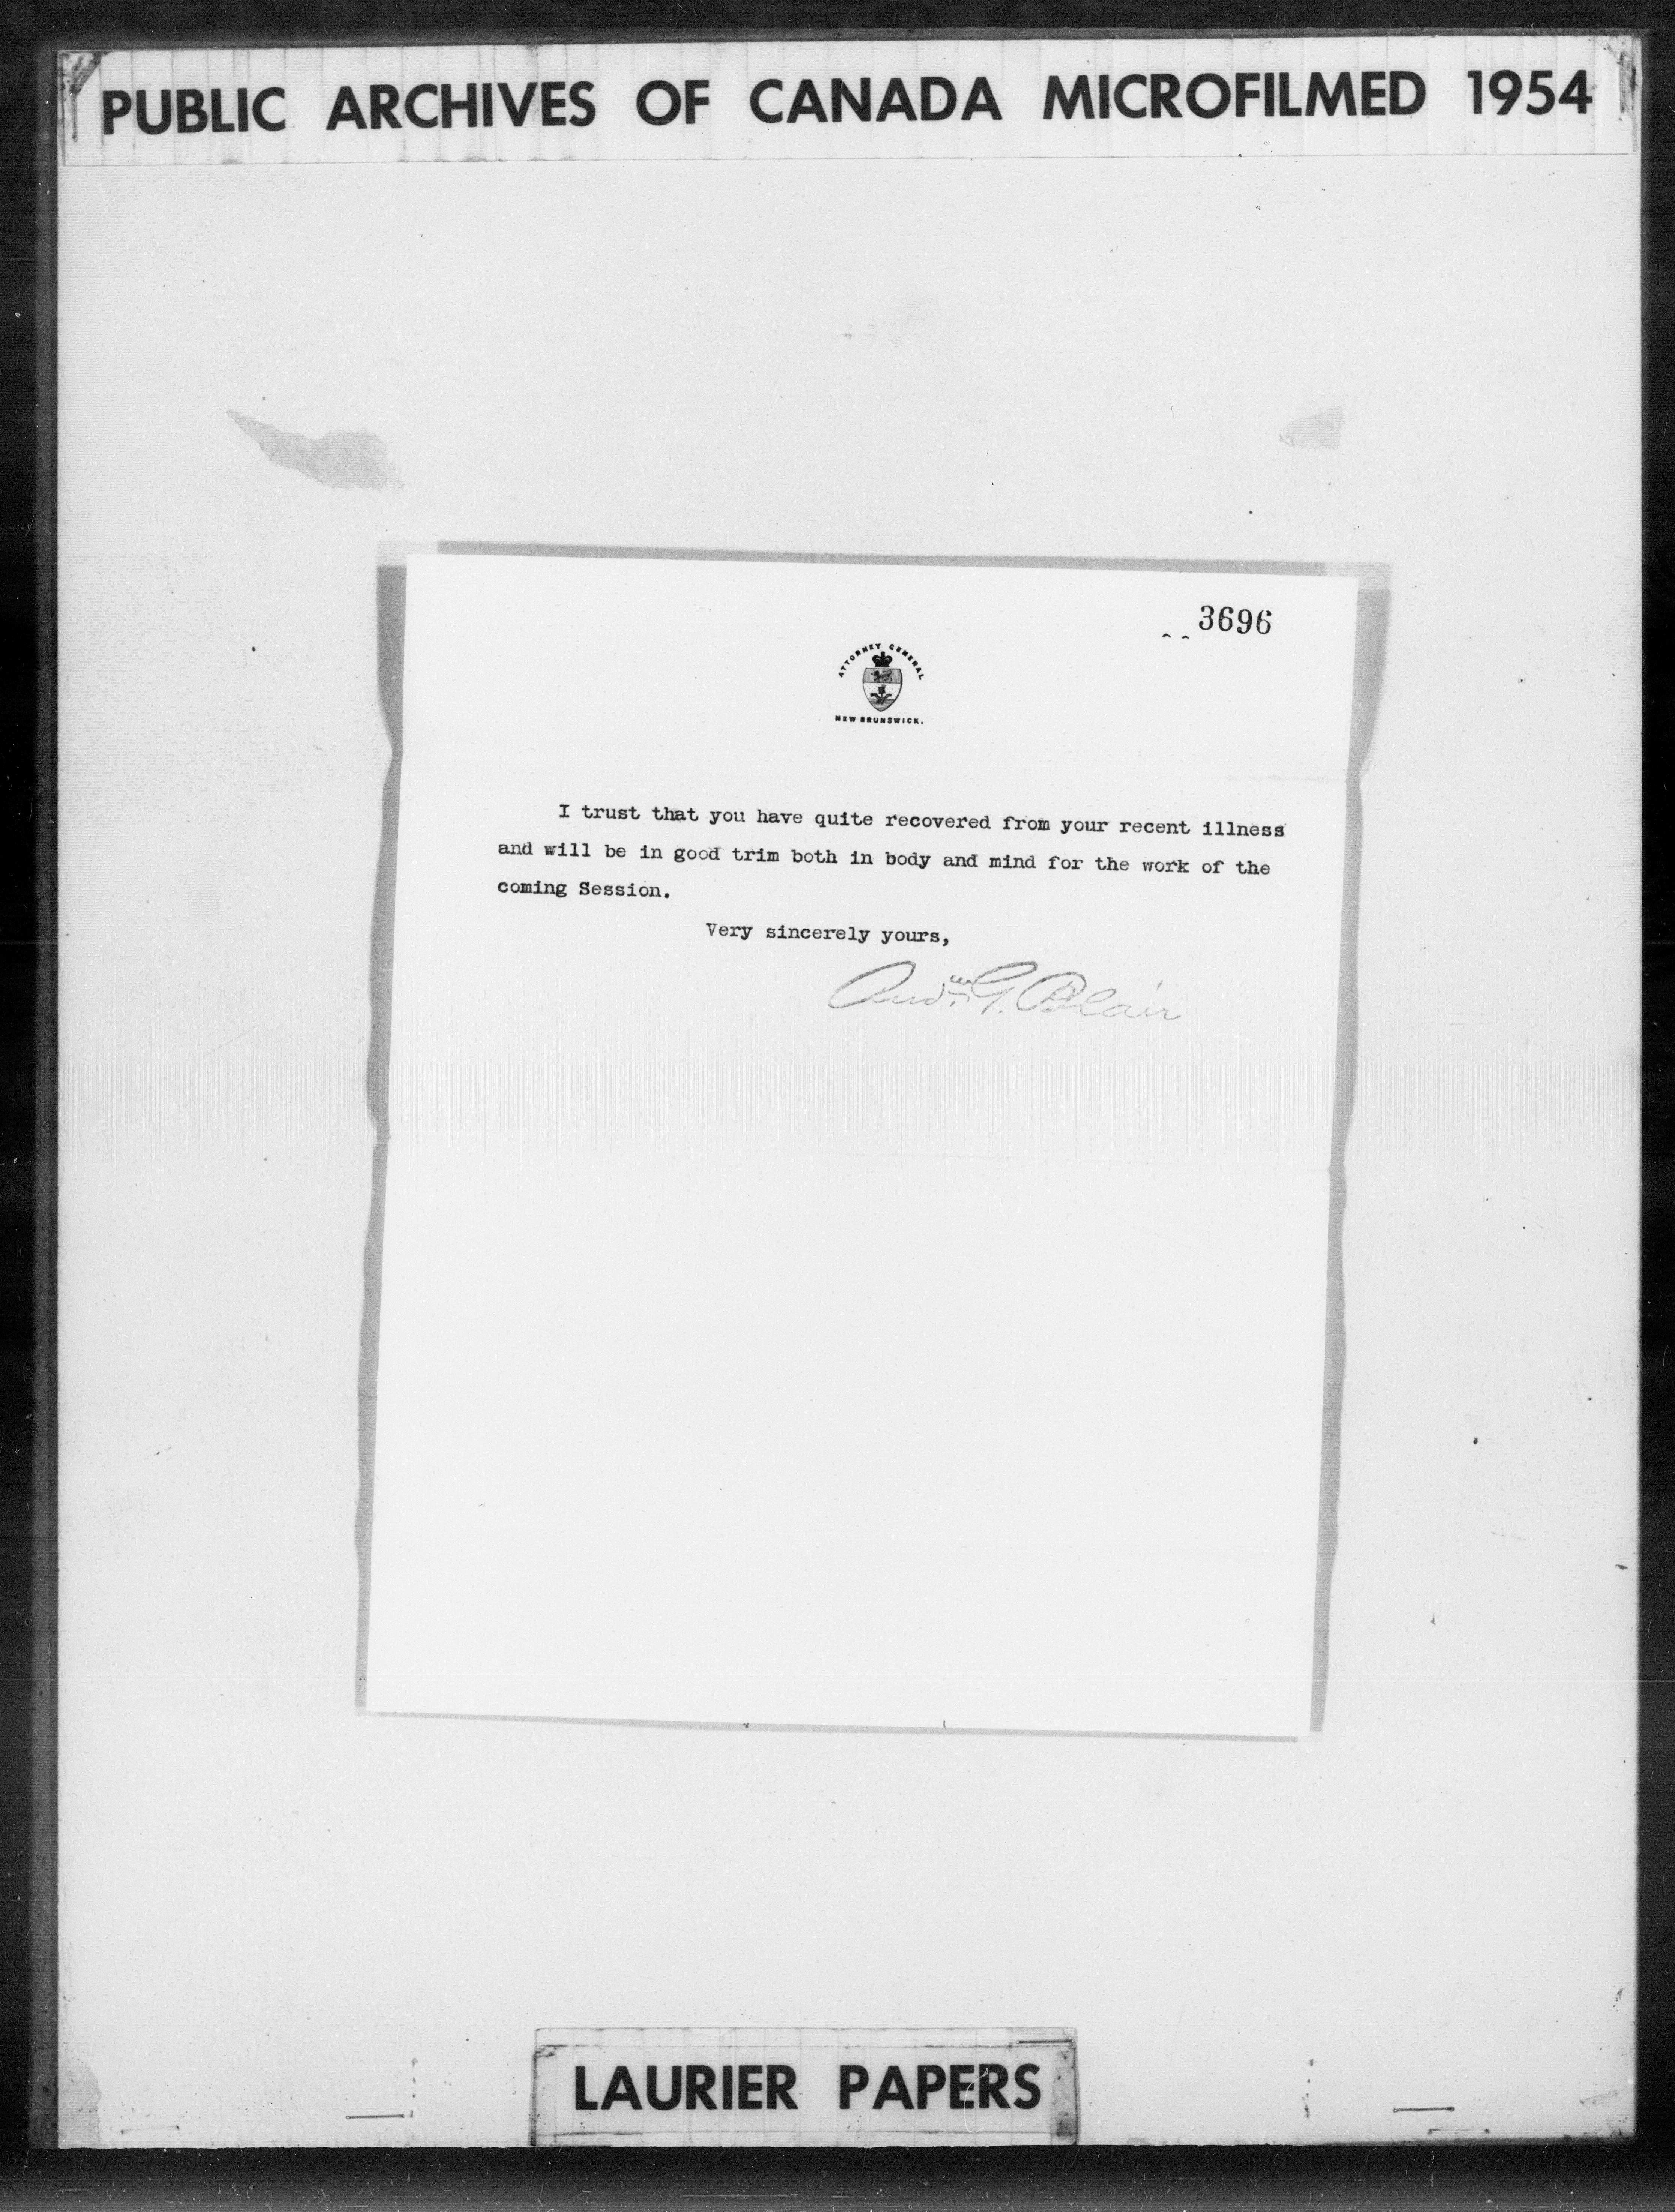 PUBLIC ARCHIVES OF CANADA MICROFILMED 1954
3696
ATTORNEY GENERAL
NEW BRUNSWICK.
I trust that you have quite recovered from your recent illness
and will be in good trim both in body and mind for the work of the
coming Session.
Very sincerely yours,
Andw. G. Blair
LAURIER PAPERS